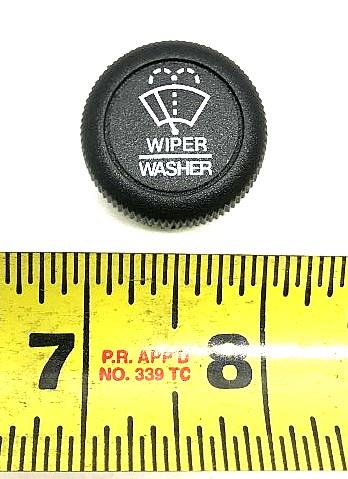 WIPER
WASHER
7 P.R. APP'D 8
NO. 339 TC